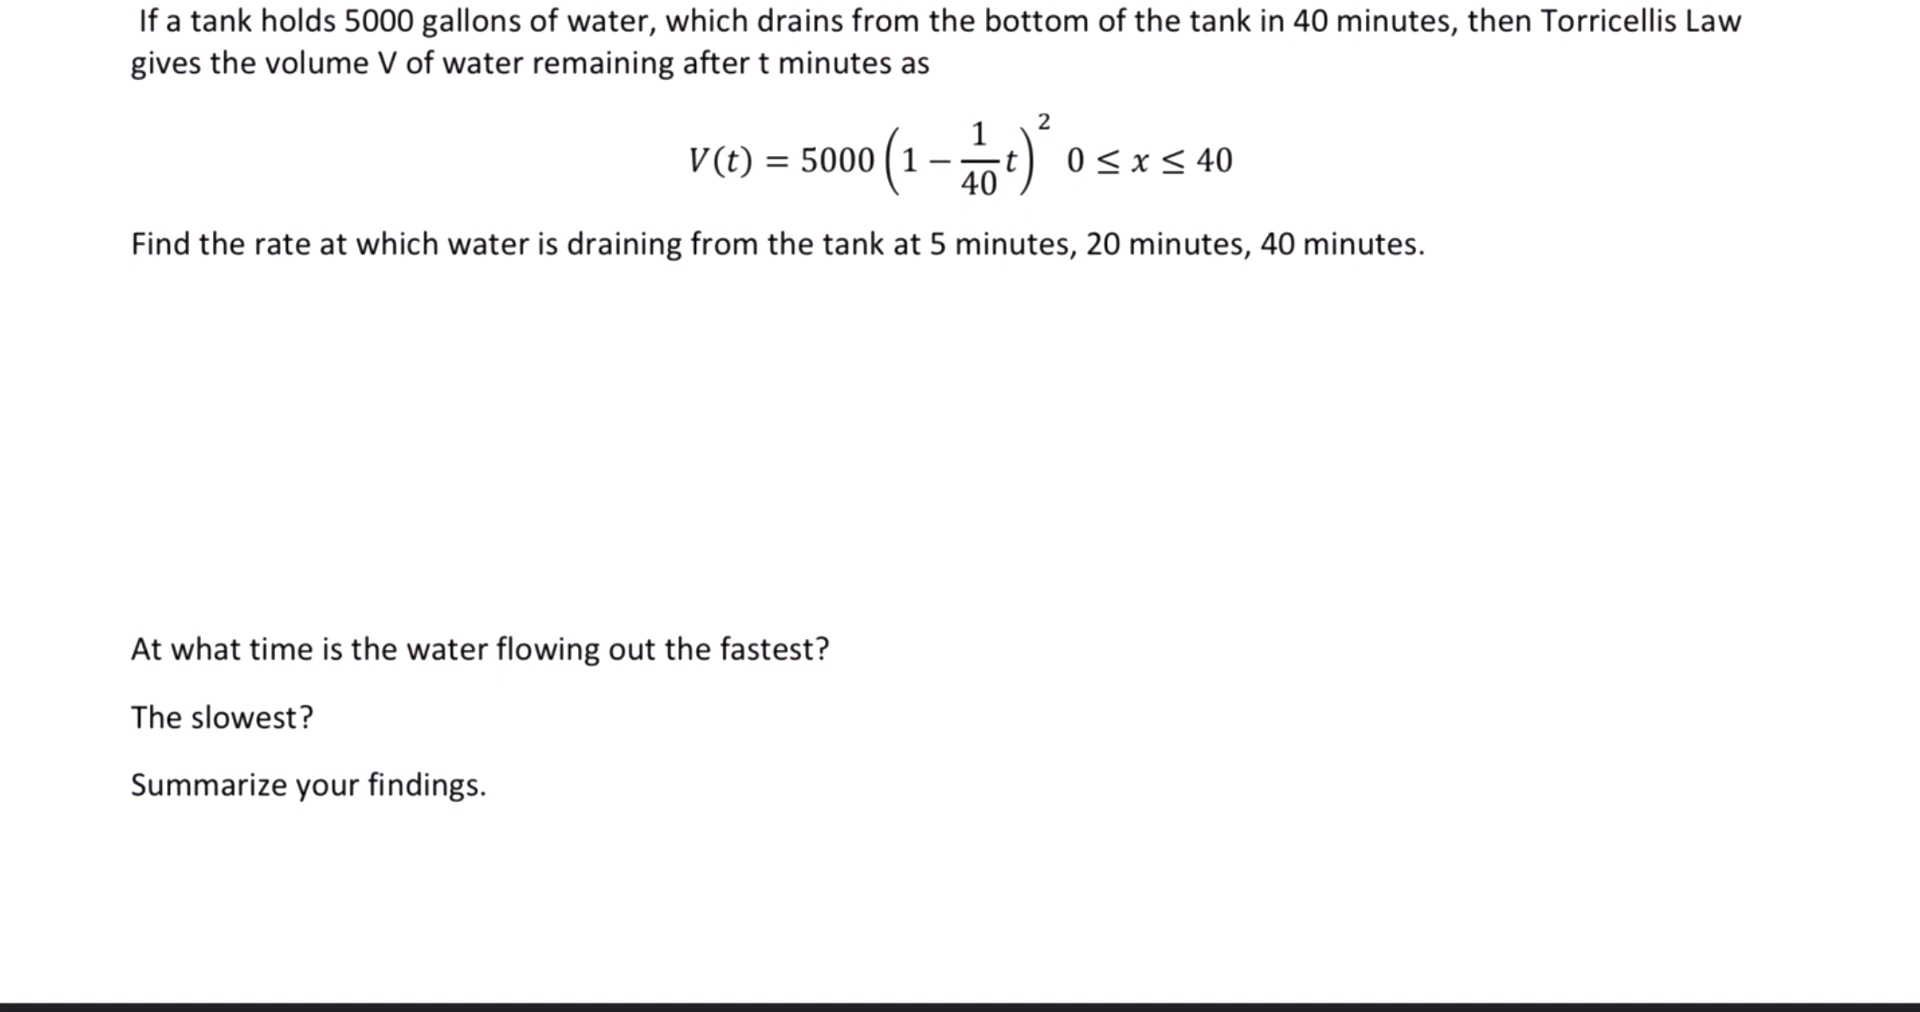 If a tank holds 5000 gallons of water, which drains from the bottom of the tank in 40 minutes, then Torricellis Law
gives the volume V of water remaining after t minutes as
V(t) = 5000 (1 − 1/40 t)² 0 ≤ x ≤ 40
Find the rate at which water is draining from the tank at 5 minutes, 20 minutes, 40 minutes.
At what time is the water flowing out the fastest?
The slowest?
Summarize your findings.